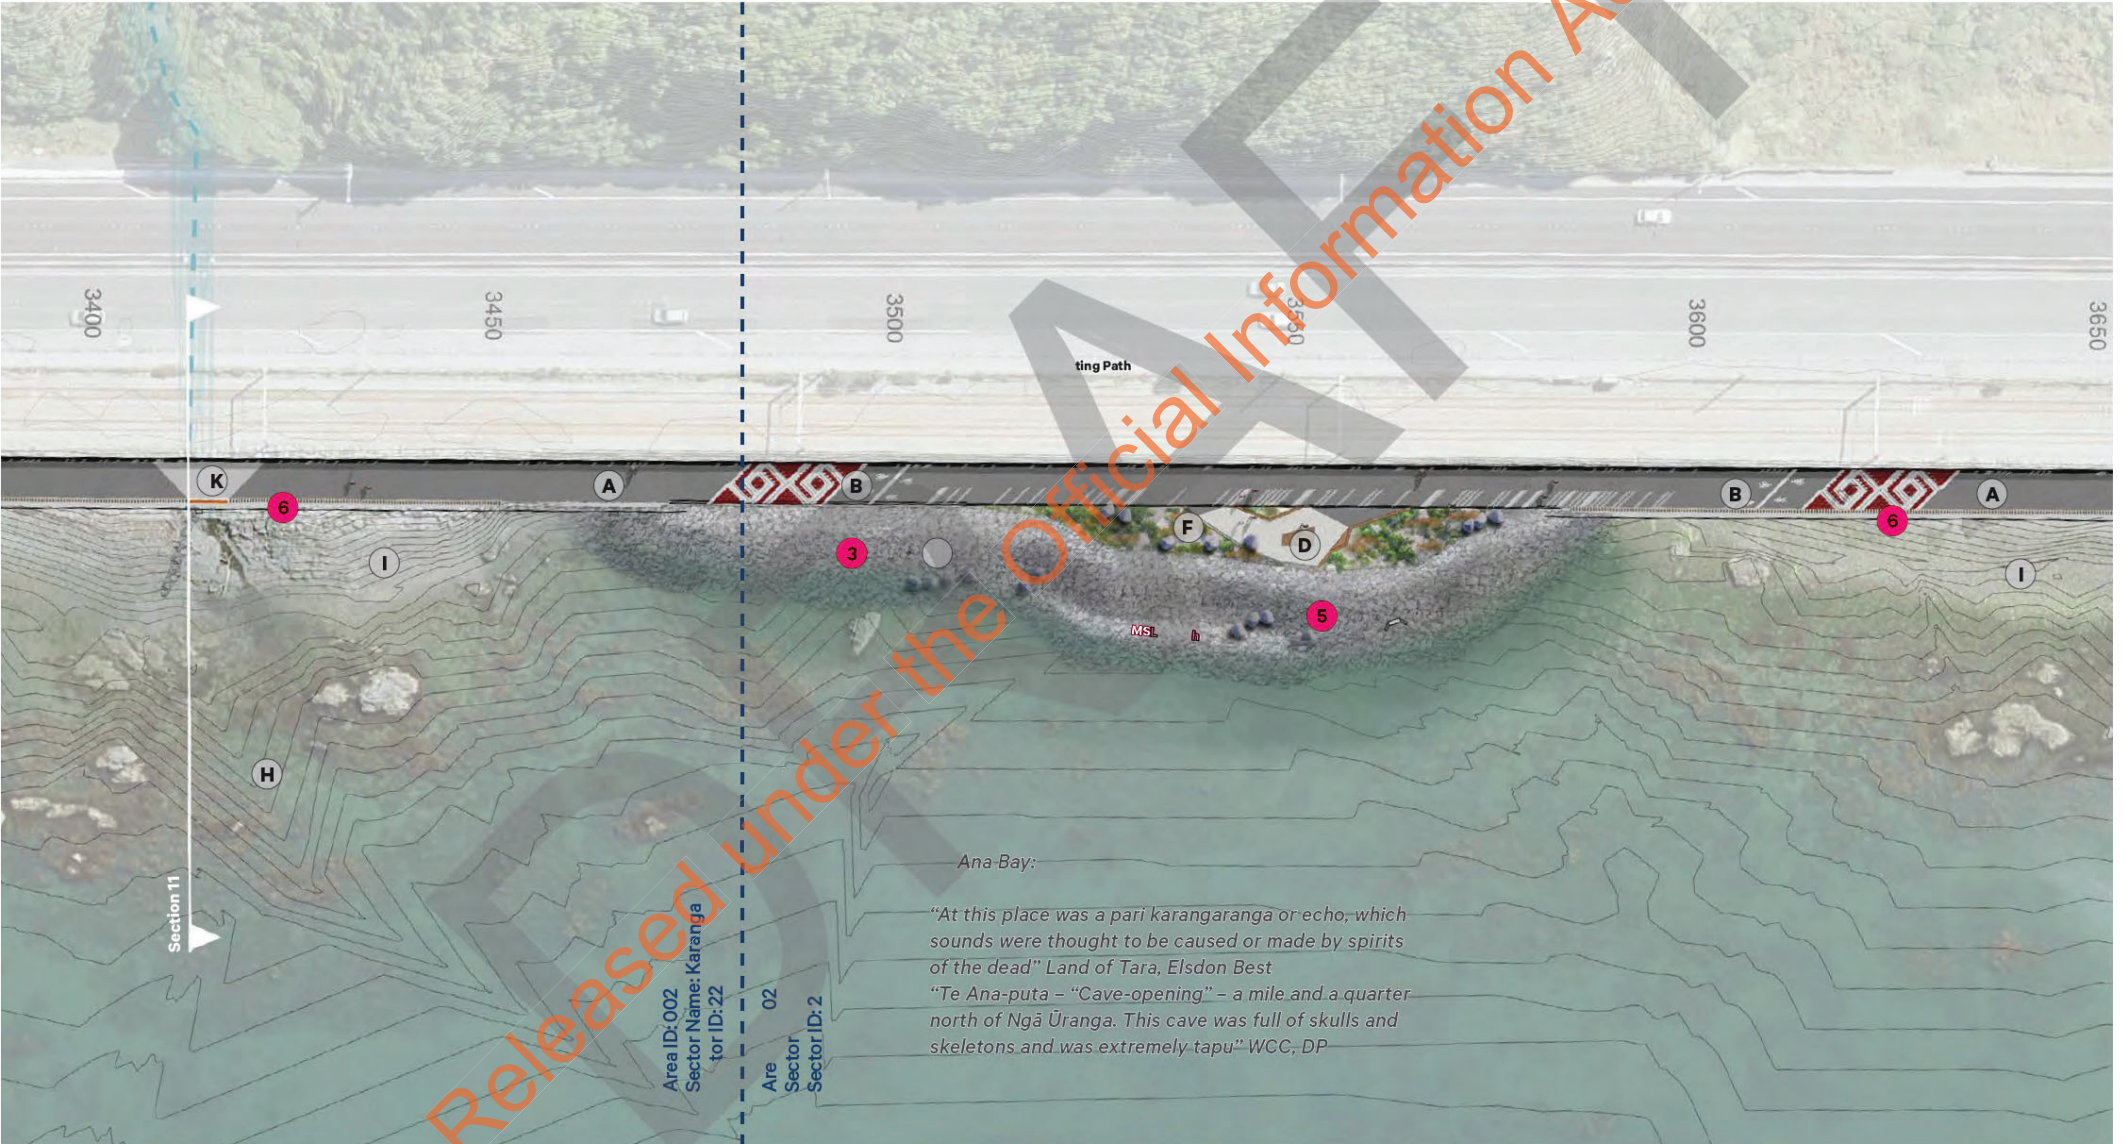 3400
3450
3500
3550
3600
3650
ting Path
K
A
B
B
A
6
F
D
6
I
3
I
5
MSL h
H
Section 11
Area ID:002
Sector Name: Karanga
tor ID:22
Are 02
Sector
Sector ID: 2
Ana Bay:
“At this place was a pari karangaranga or echo, which
sounds were thought to be caused or made by spirits
of the dead” Land of Tara, Elsdon Best
“Te Ana-puta – “Cave-opening” – a mile and a quarter
north of Ngā Ūranga. This cave was full of skulls and
skeletons and was extremely tapu” WCC, DP
DRAF
Released under the Official Information